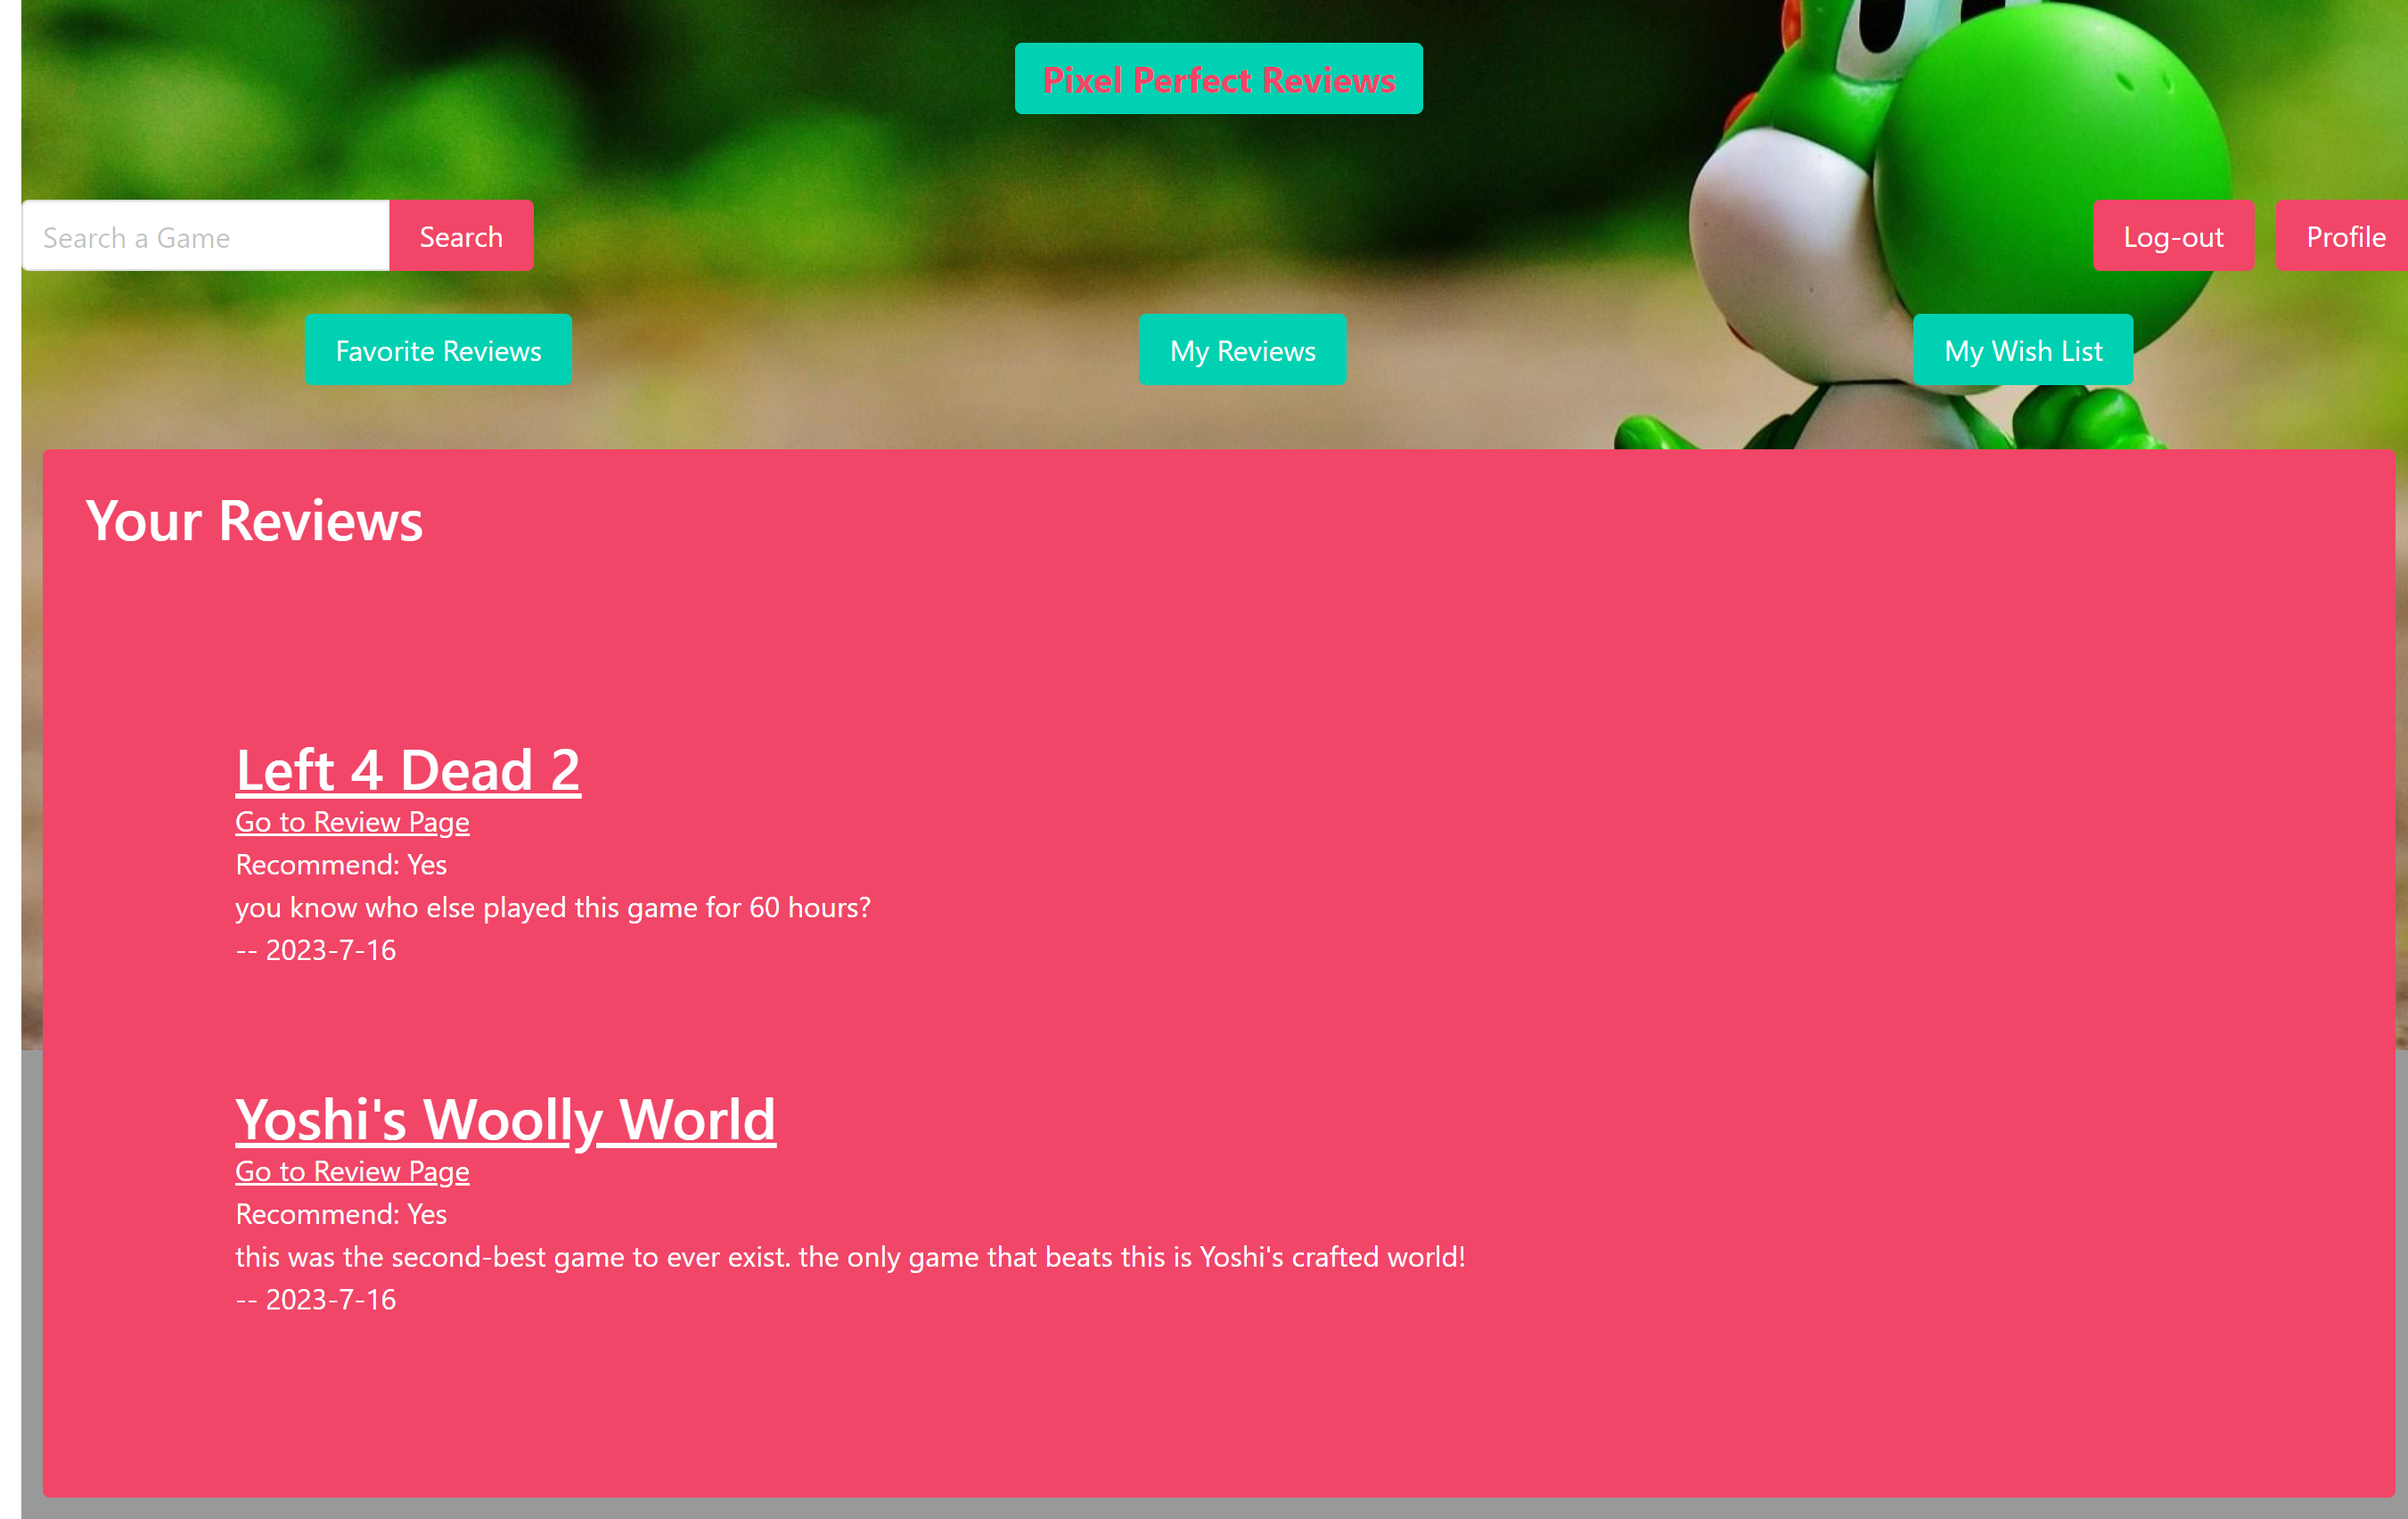 Pixel Perfect Reviews
Search a Game
Search
Log-out
Profile
Favorite Reviews
My Reviews
My Wish List
Your Reviews
Left 4 Dead 2
Go to Review Page
Recommend: Yes
you know who else played this game for 60 hours?
-- 2023-7-16
Yoshi's Woolly World
Go to Review Page
Recommend: Yes
this was the second-best game to ever exist. the only game that beats this is Yoshi's crafted world!
-- 2023-7-16